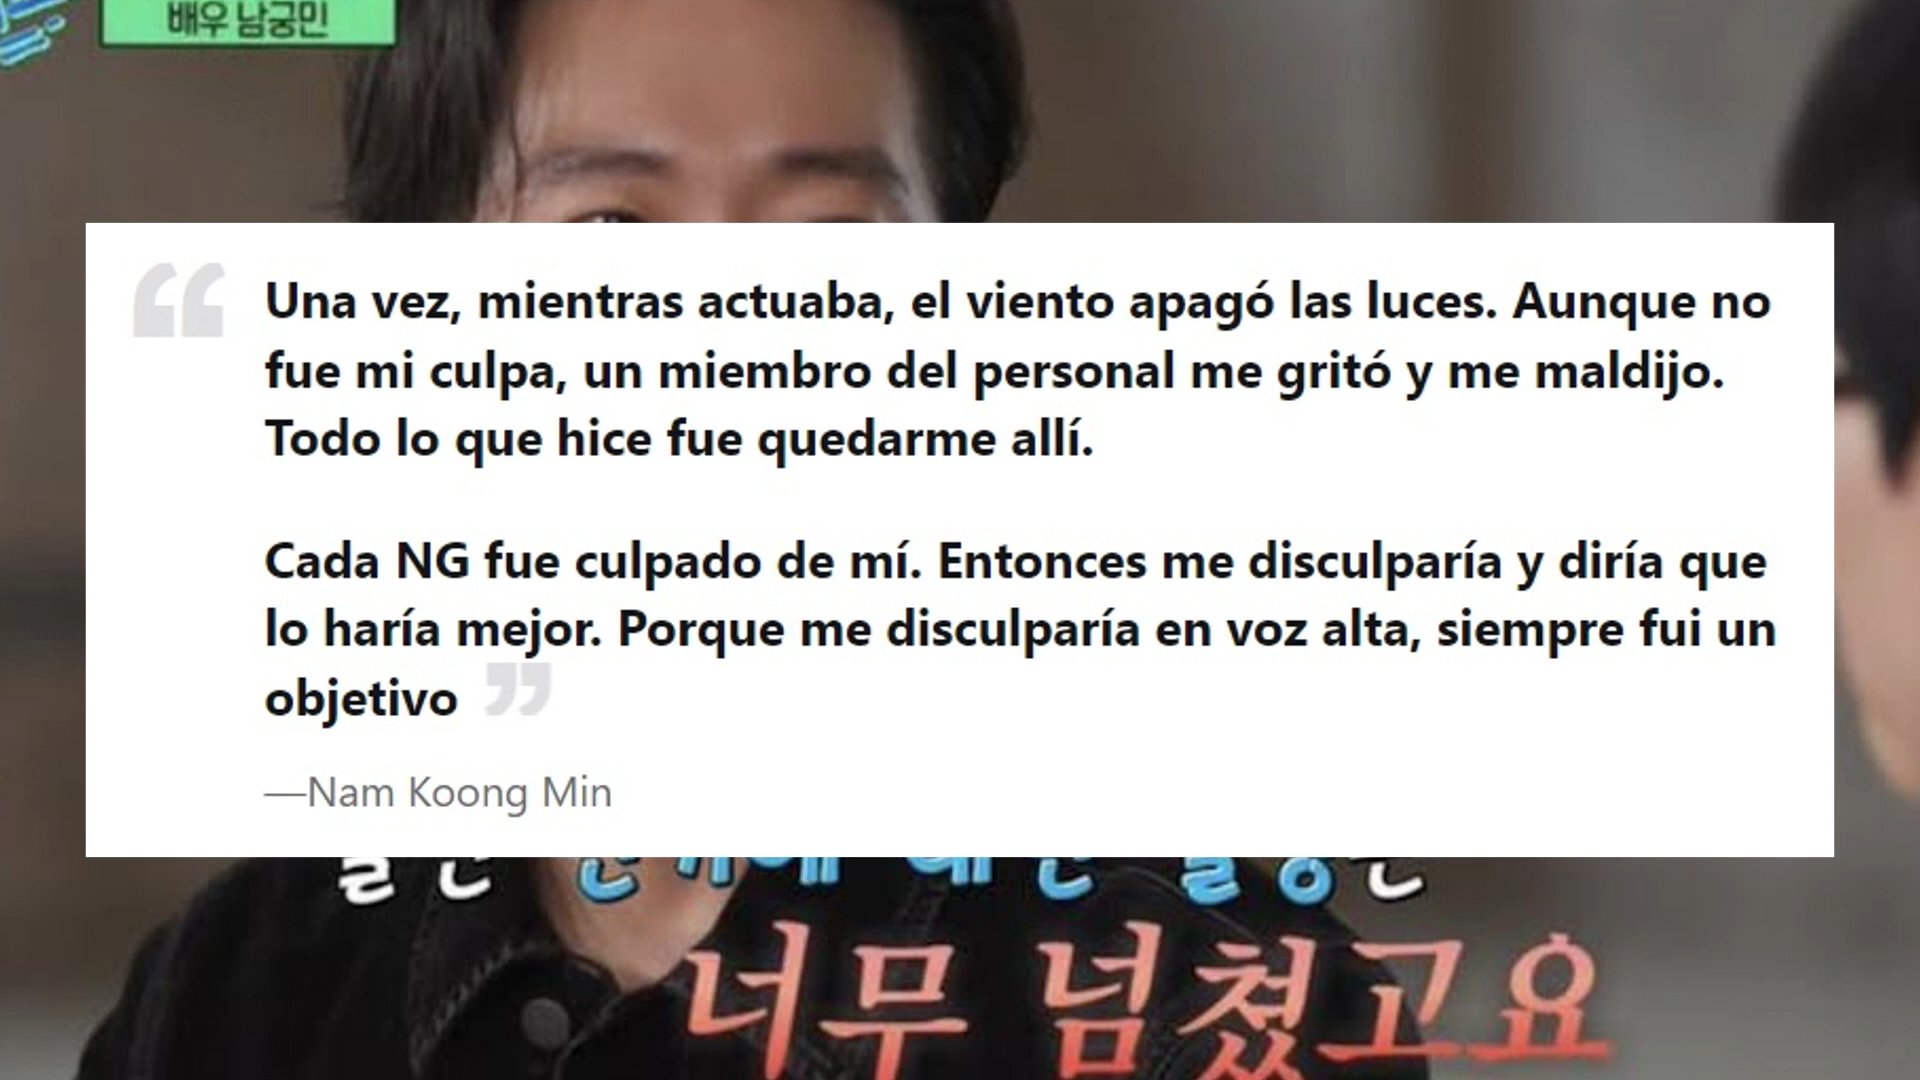 배우 남궁민
“
Una vez, mientras actuaba, el viento apagó las luces. Aunque no
fue mi culpa, un miembro del personal me gritó y me maldijo.
Todo lo que hice fue quedarme allí.
Cada NG fue culpado de mí. Entonces me disculparía y diría que
lo haría mejor. Porque me disculparía en voz alta, siempre fui un
objetivo ”
—Nam Koong Min
너무 넘쳤고요